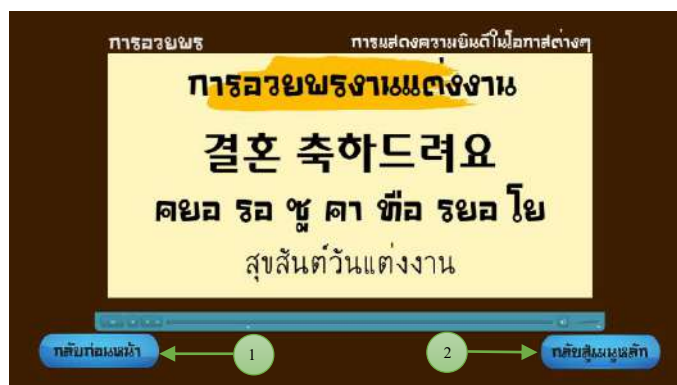 การอวยพร
การแสดงความยินดีในโอกาสต่างๆ
การอวยพรงานแต่งงาน
결혼 축하드려요
คยอ รอ ชู คา ทือ รยอ โย
สุขสันต์วันแต่งงาน
กลับก่อนหน้า
1
2
กลับสู่เมนูหลัก